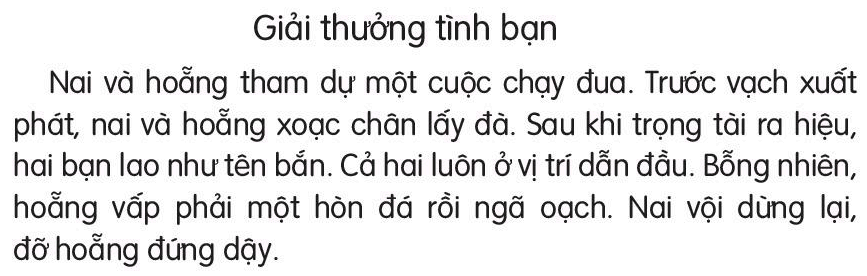 Giải thưởng tình bạn
Nai và hoẵng tham dự một cuộc chạy đua. Trước vạch xuất
phát, nai và hoẵng xoạc chân lấy đà. Sau khi trọng tài ra hiệu,
hai bạn lao như tên bắn. Cả hai luôn ở vị trí dẫn đầu. Bỗng nhiên,
hoẵng vấp phải một hòn đá rồi ngã oạch. Nai vội dừng lại,
đỡ hoẵng đứng dậy.